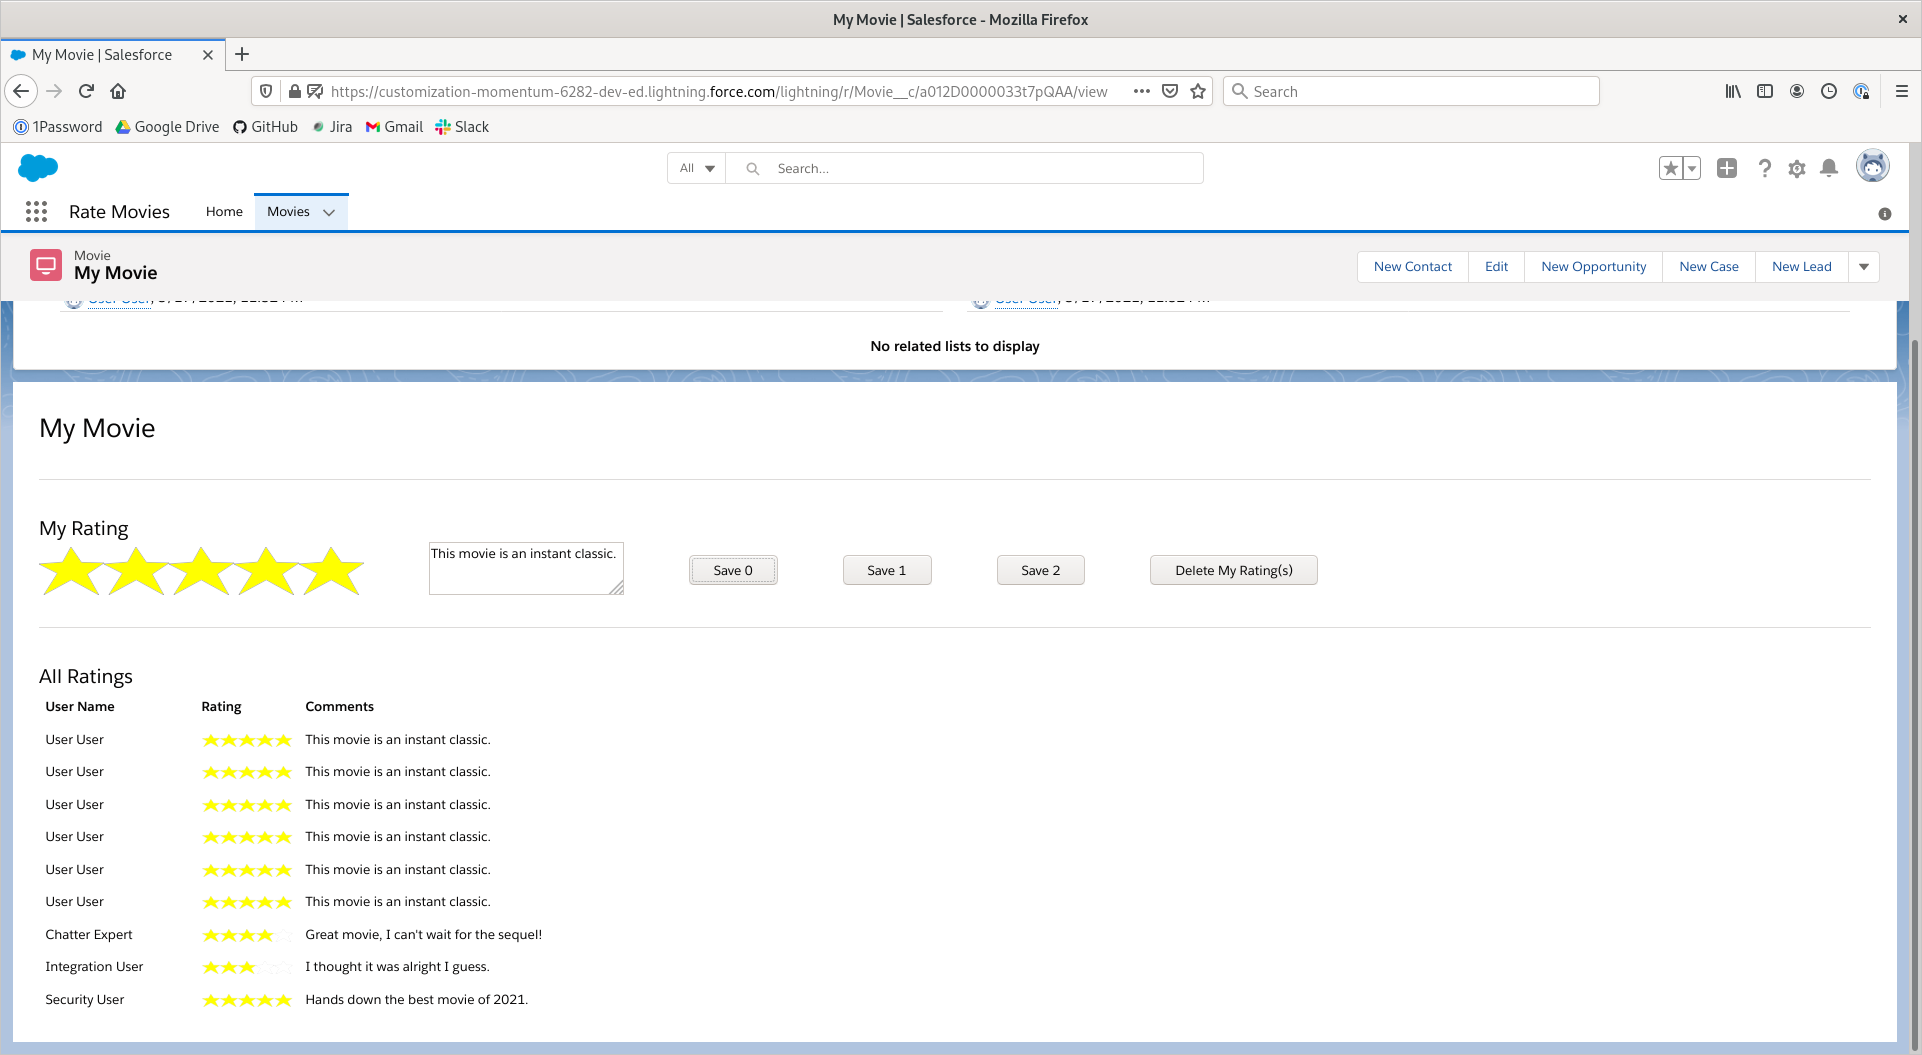 My Movie | Salesforce - Mozilla Firefox
My Movie | Salesforce
https://customization-momentum-6282-dev-ed.lightning.force.com/lightning/r/Movie__c/a012D0000033t7pQAA/view
Search
1Password Google Drive GitHub Jira Gmail Slack
All Search...
Rate Movies Home Movies
Movie
My Movie
New Contact Edit New Opportunity New Case New Lead
No related lists to display
My Movie
My Rating
This movie is an instant classic.
Save 0 Save 1 Save 2 Delete My Rating(s)
All Ratings
User Name Rating Comments
User User This movie is an instant classic.
User User This movie is an instant classic.
User User This movie is an instant classic.
User User This movie is an instant classic.
User User This movie is an instant classic.
User User This movie is an instant classic.
Chatter Expert Great movie, I can't wait for the sequel!
Integration User I thought it was alright I guess.
Security User Hands down the best movie of 2021.